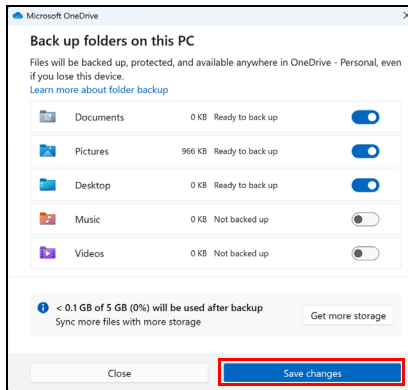 Microsoft OneDrive
Back up folders on this PC
Files will be backed up, protected, and available anywhere in OneDrive - Personal, even
if you lose this device.
Learn more about folder backup
Documents 0 KB Ready to back up
Pictures 966 KB Ready to back up
Desktop 0 KB Ready to back up
Music 0 KB Not backed up
Videos 0 KB Not backed up
< 0.1 GB of 5 GB (0%) will be used after backup
Sync more files with more storage
Get more storage
Close
Save changes